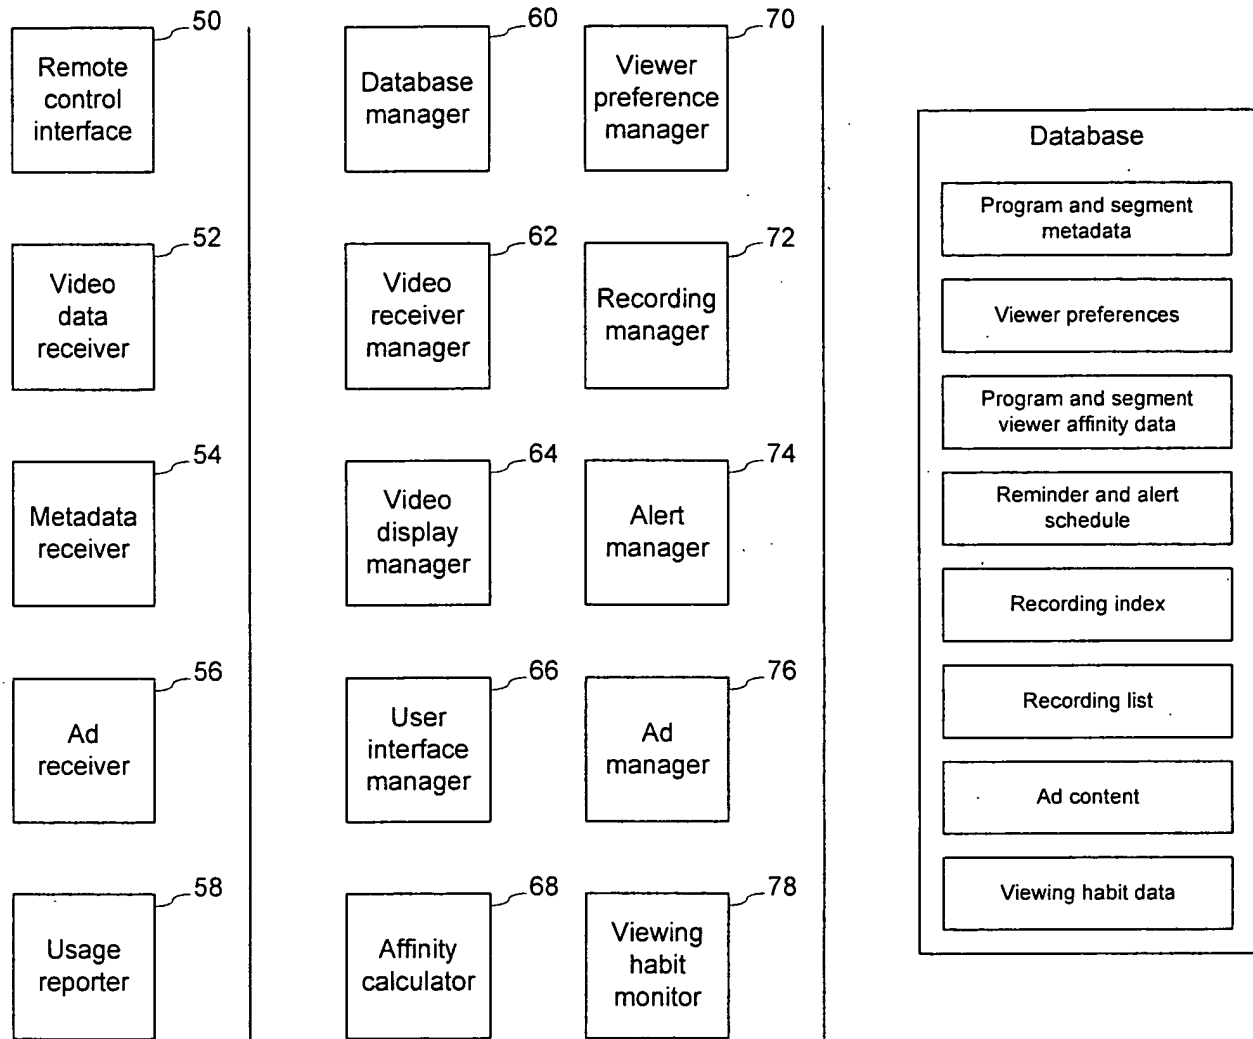 50
Remote
control
interface
60
Database
manager
70
Viewer
preference
manager
52
Video
data
receiver
62
Video
receiver
manager
72
Recording
manager
54
Metadata
receiver
64
Video
display
manager
74
Alert
manager
56
Ad
receiver
66
User
interface
manager
76
Ad
manager
58
Usage
reporter
68
Affinity
calculator
78
Viewing
habit
monitor
Database
Program and segment
metadata
Viewer preferences
Program and segment
viewer affinity data
Reminder and alert
schedule
Recording index
Recording list
Ad content
Viewing habit data